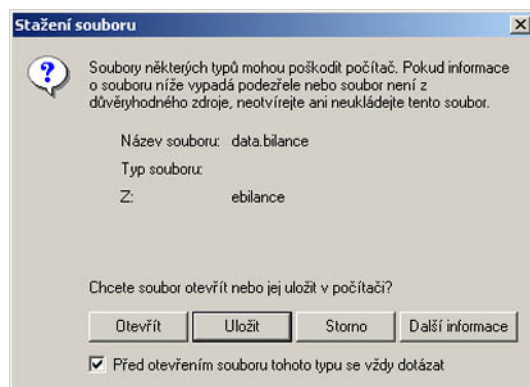 Stažení souboru
Soubory některých typů mohou poškodit počítač. Pokud informace
o souboru níže vypadá podezřele nebo soubor není z
důvěryhodného zdroje, neotvírejte ani neukládejte tento soubor.
Název souboru: data.bilance
Typ souboru:
Z: ebilance
Chcete soubor otevřít nebo jej uložit v počítači?
Otevřít Uložit Storno Další informace
Před otevřením souboru tohoto typu se vždy dotázat